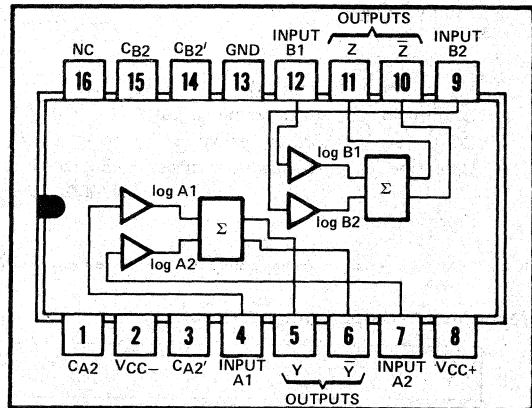 OUTPUTS
NC CB2 CB2' GND INPUT B1 Z Z̅ INPUT B2
16 15 14 13 12 11 10 9
log B1
log A1
Σ
Σ
log B2
log A2
1 2 3 4 5 6 7 8
CA2 VCC− CA2' INPUT A1 Y Y̅ INPUT A2 VCC+
OUTPUTS